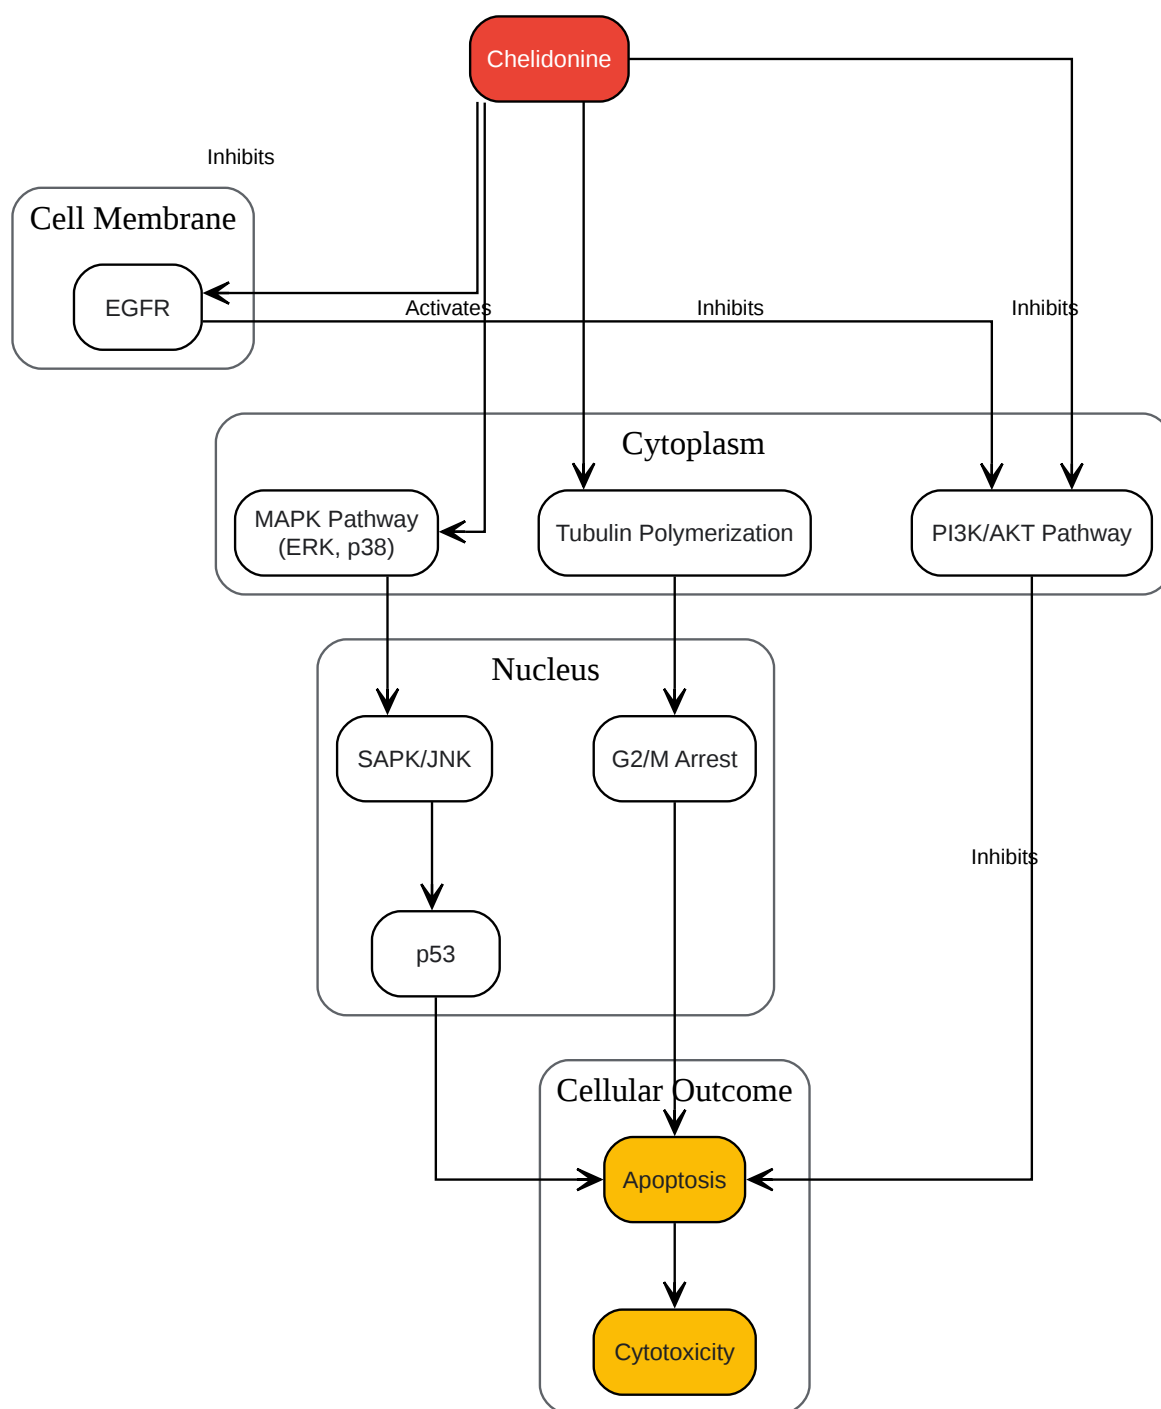 Chelidonine
Inhibits
Cell Membrane
EGFR
Activates
Inhibits
Inhibits
Cytoplasm
MAPK Pathway
(ERK, p38)
Tubulin Polymerization
PI3K/AKT Pathway
Nucleus
SAPK/JNK
G2/M Arrest
Inhibits
p53
Cellular Outcome
Apoptosis
Cytotoxicity